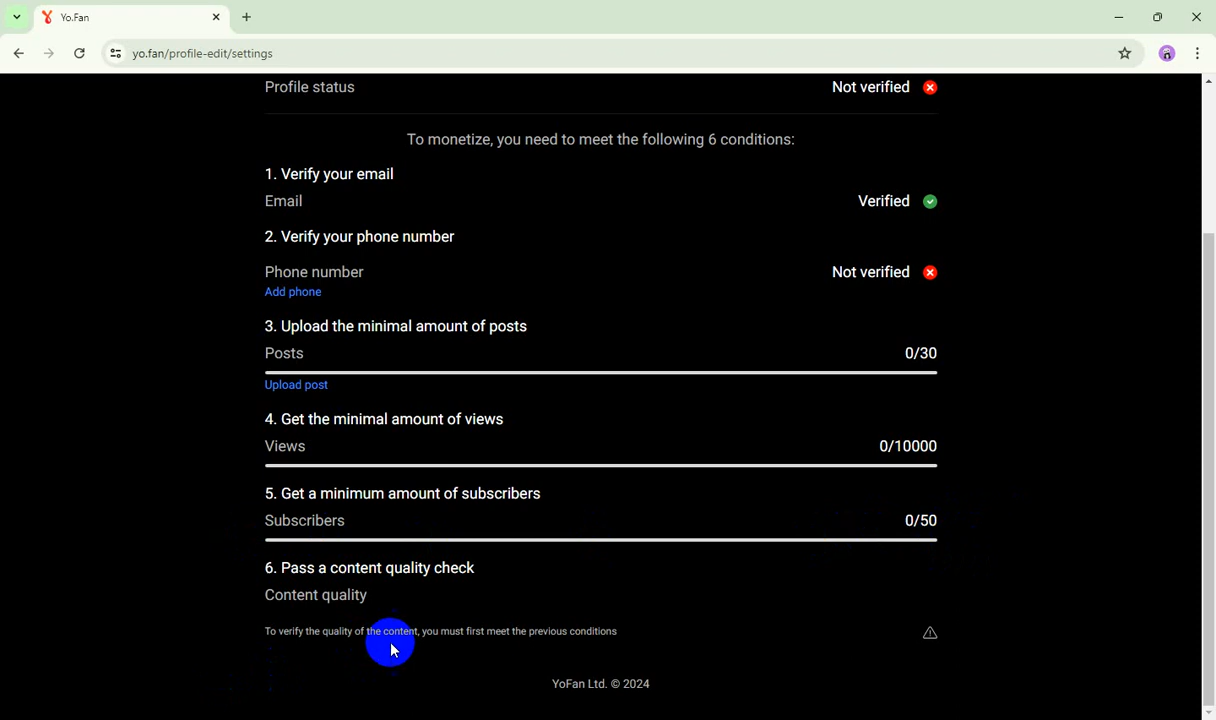 Yo.Fan
yo.fan/profile-edit/settings
Profile status Not verified
To monetize, you need to meet the following 6 conditions:
1. Verify your email
Email Verified
2. Verify your phone number
Phone number Not verified
Add phone
3. Upload the minimal amount of posts
Posts 0/30
Upload post
4. Get the minimal amount of views
Views 0/10000
5. Get a minimum amount of subscribers
Subscribers 0/50
6. Pass a content quality check
Content quality
To verify the quality of the content, you must first meet the previous conditions
YoFan Ltd. © 2024